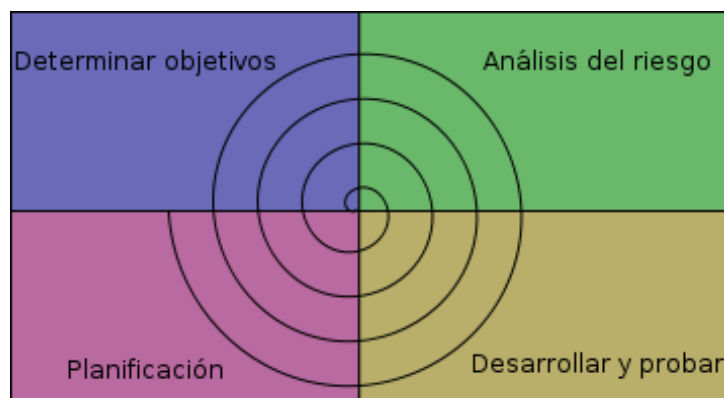 Determinar objetivos
Análisis del riesgo
Planificación
Desarrollar y probar